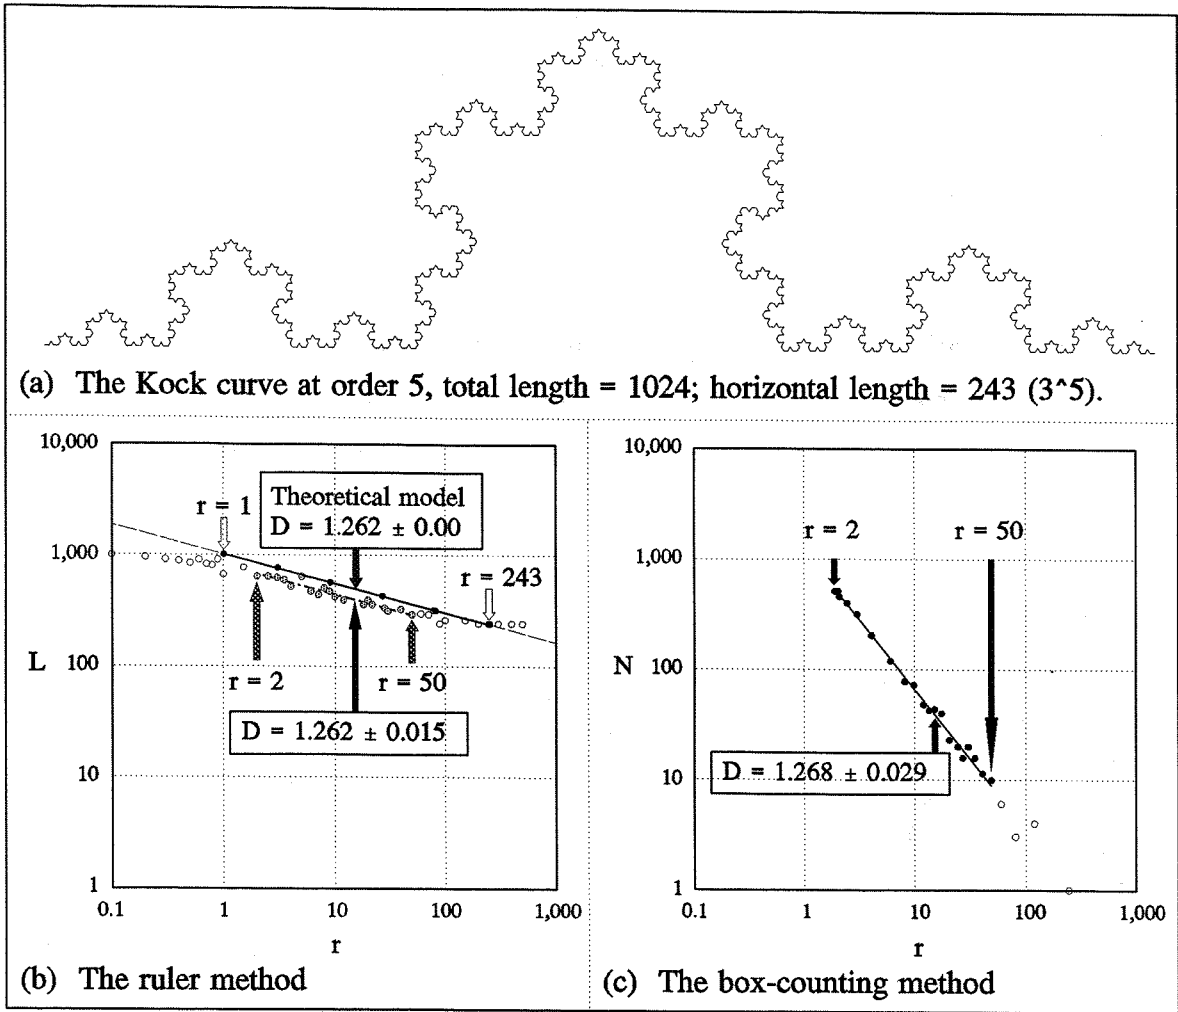 (a) The Kock curve at order 5, total length = 1024; horizontal length = 243 (3^5).
10,000
1,000
100
10
1
L
0.1
1
10
100
1,000
r
r = 1
Theoretical model
D = 1.262 ± 0.00
r = 243
r = 2
r = 50
D = 1.262 ± 0.015
(b) The ruler method
10,000
1,000
100
10
1
N
0.1
1
10
100
1,000
r
r = 2
r = 50
D = 1.268 ± 0.029
(c) The box-counting method